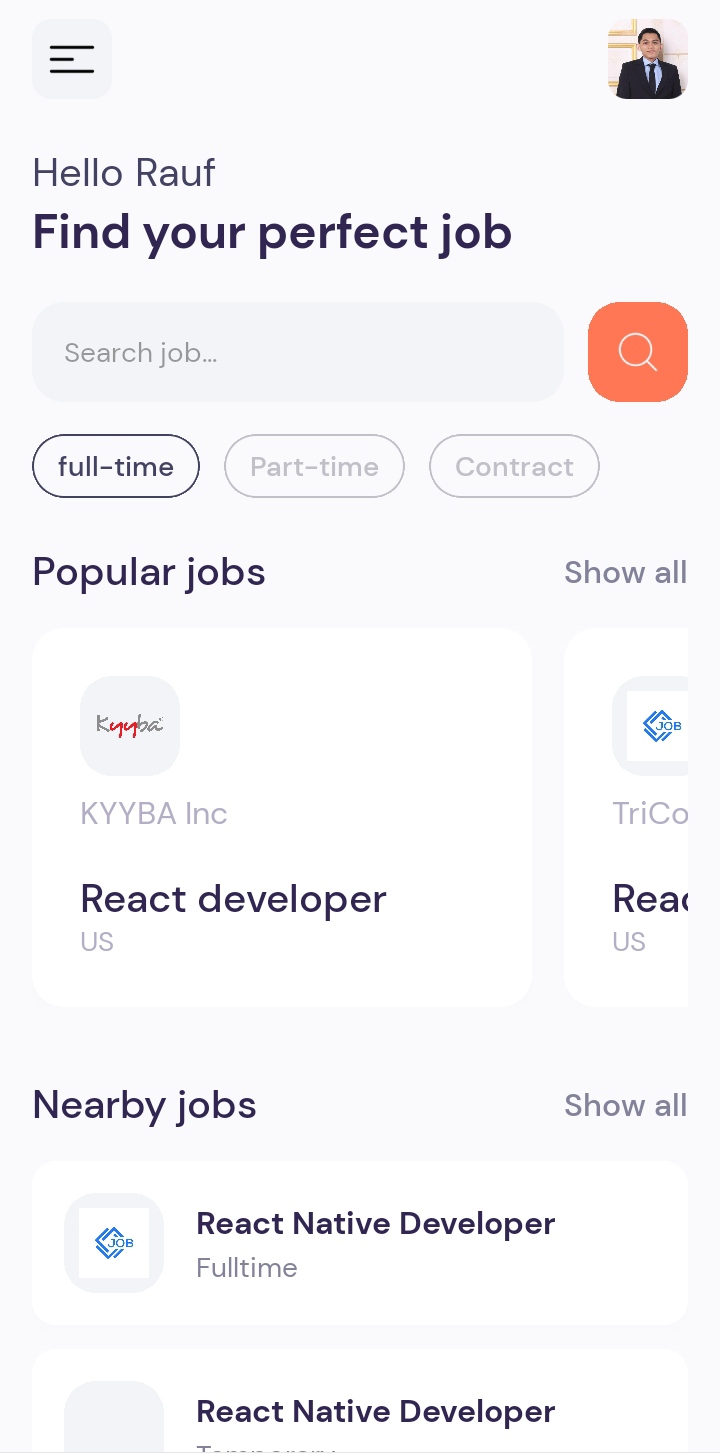 Hello Rauf
Find your perfect job
Search job...
full-time Part-time Contract
Popular jobs Show all
Kyyba JOB
KYYBA Inc TriCo
React developer Reac
US US
Nearby jobs Show all
JOB
React Native Developer
Fulltime
React Native Developer